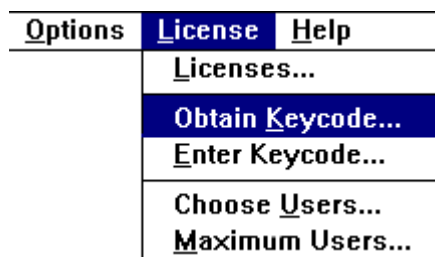 Options License Help
Licenses...
Obtain Keycode...
Enter Keycode...
Choose Users...
Maximum Users...